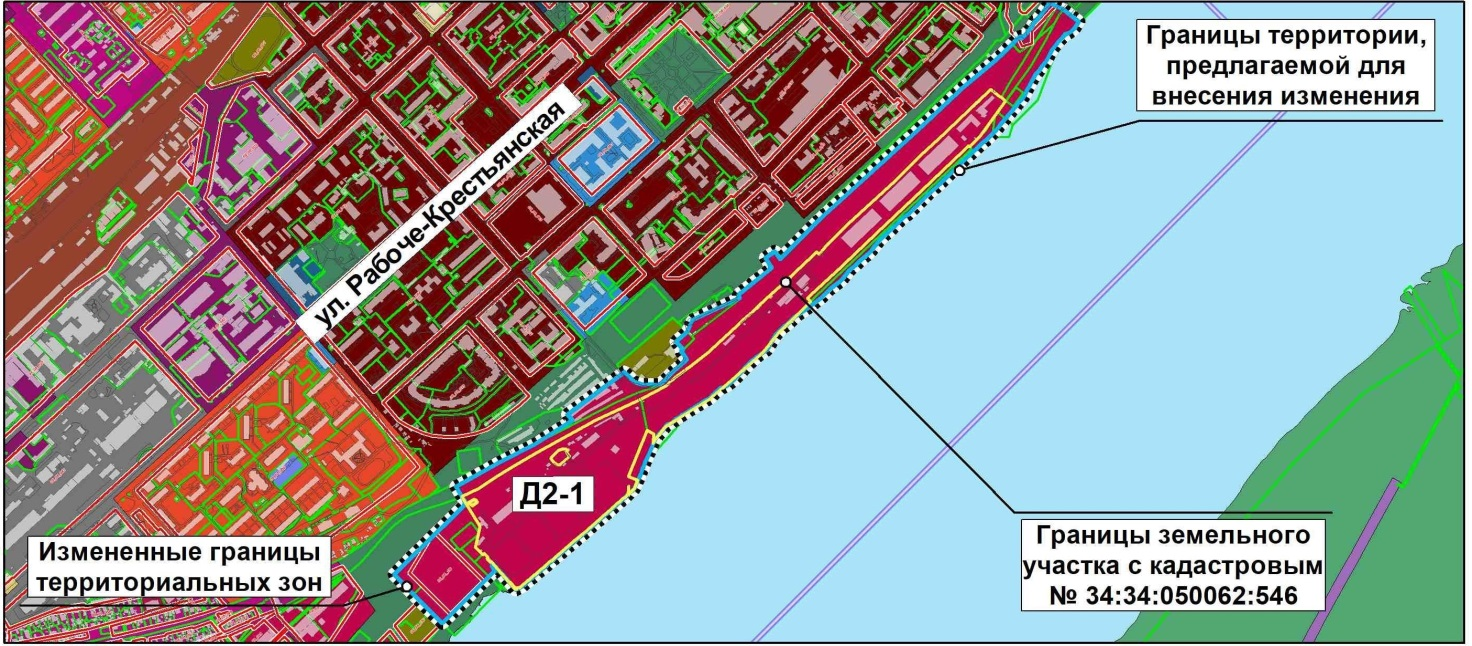 Границы территории,
предлагаемой для
внесения изменения
ул. Рабоче-Крестьянская
Д2-1
Измененные границы
территориальных зон
Границы земельного
участка с кадастровым
№ 34:34:050062:546